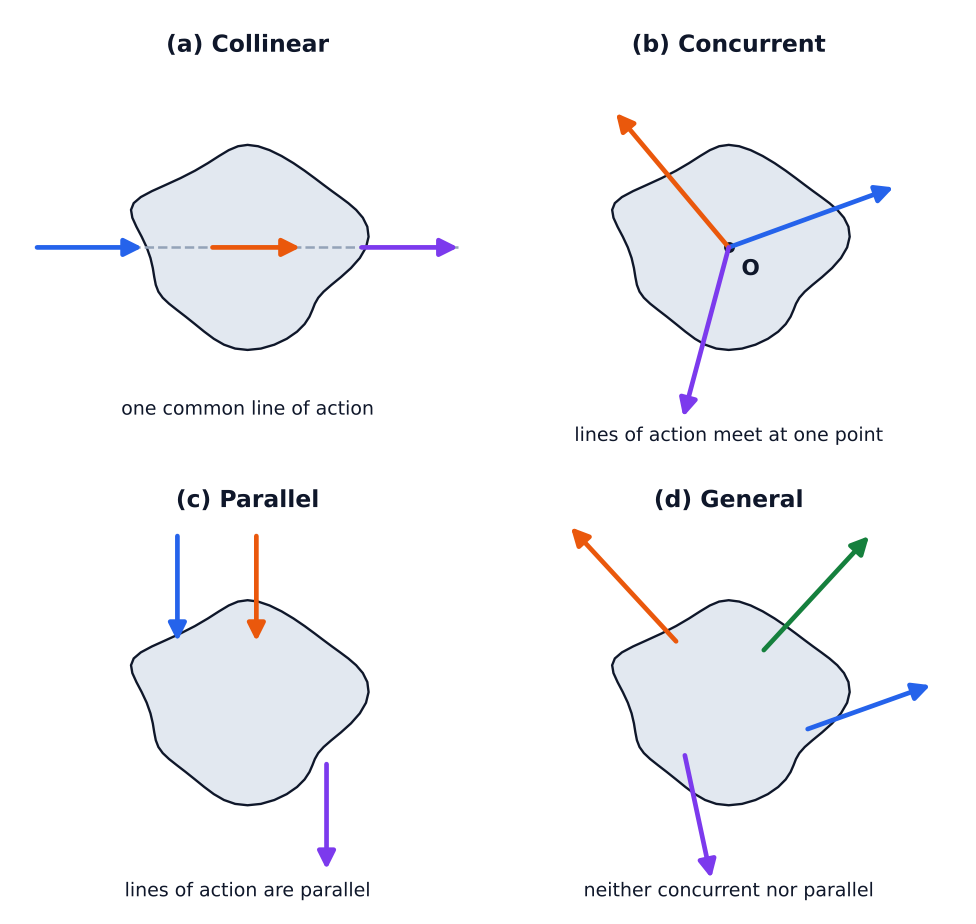 (a) Collinear
one common line of action
(b) Concurrent
O
lines of action meet at one point
(c) Parallel
lines of action are parallel
(d) General
neither concurrent nor parallel